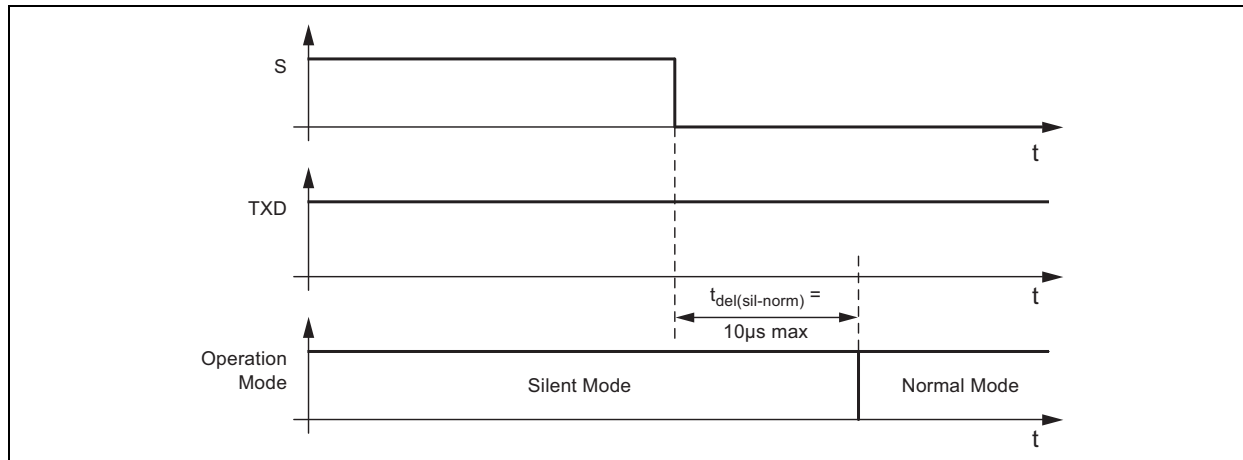 S
t
TXD
t
tdel(sil-norm) =
10µs max
Operation
Mode
Silent Mode
Normal Mode
t